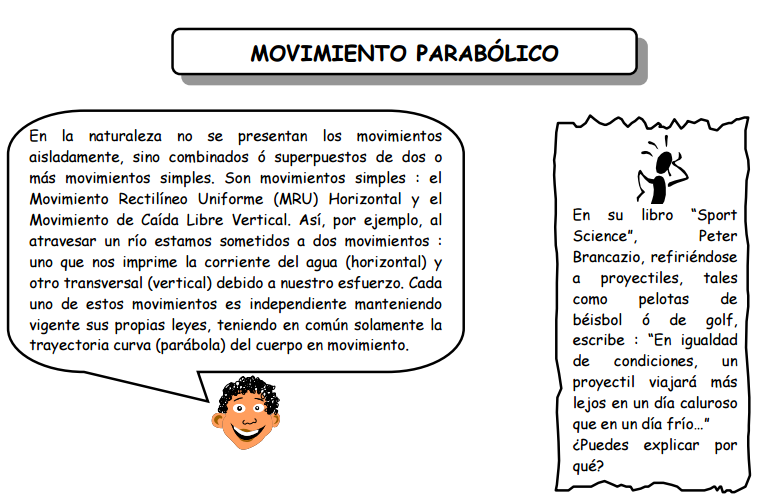 MOVIMIENTO PARABÓLICO
En la naturaleza no se presentan los movimientos
aisladamente, sino combinados ó superpuestos de dos o
más movimientos simples. Son movimientos simples : el
Movimiento Rectilíneo Uniforme (MRU) Horizontal y el
Movimiento de Caída Libre Vertical. Así, por ejemplo, al
atravesar un río estamos sometidos a dos movimientos :
uno que nos imprime la corriente del agua (horizontal) y
otro transversal (vertical) debido a nuestro esfuerzo. Cada
uno de estos movimientos es independiente manteniendo
vigente sus propias leyes, teniendo en común solamente la
trayectoria curva (parábola) del cuerpo en movimiento.
En su libro “Sport
Science”, Peter
Brancazio, refiriéndose
a proyectiles, tales
como pelotas de
béisbol ó de golf,
escribe : “En igualdad
de condiciones, un
proyectil viajará más
lejos en un día caluroso
que en un día frío…”
¿Puedes explicar por
qué?